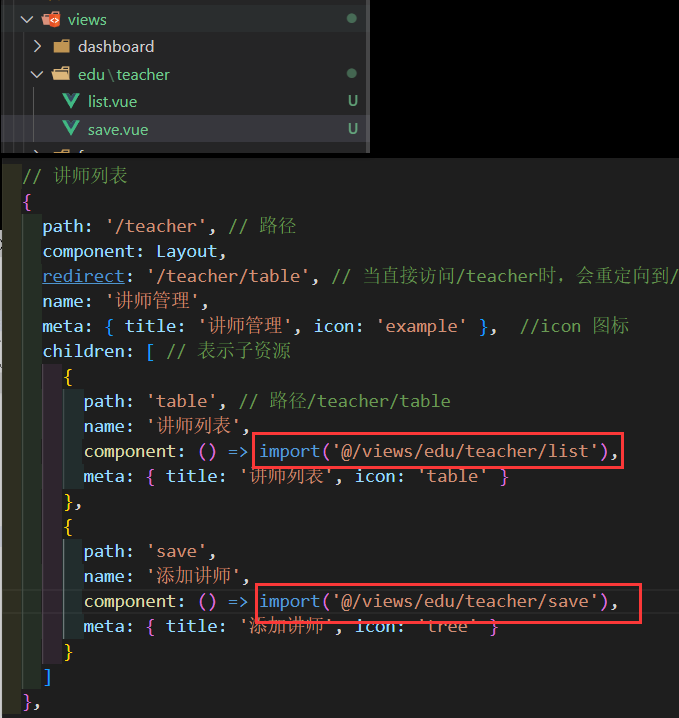 views
dashboard
edu\teacher
list.vue U
save.vue U
// 讲师列表
{
path: '/teacher', // 路径
component: Layout,
redirect: '/teacher/table', // 当直接访问/teacher时，会重定向到/
name: '讲师管理',
meta: { title: '讲师管理', icon: 'example' }, //icon 图标
children: [ // 表示子资源
{
path: 'table', // 路径/teacher/table
name: '讲师列表',
component: () => import('@/views/edu/teacher/list'),
meta: { title: '讲师列表', icon: 'table' }
},
{
path: 'save',
name: '添加讲师',
component: () => import('@/views/edu/teacher/save'),
meta: { title: '添加讲师', icon: 'tree' }
}
]
},